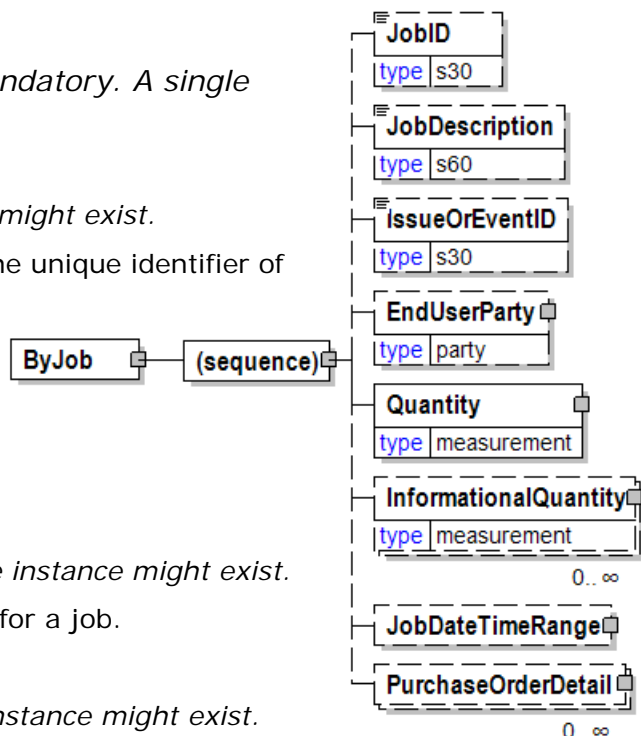 ndatory. A single
might exist.
he unique identifier of
instance might exist.
for a job.
nstance might exist.
ByJob
(sequence)
JobID
type s30
JobDescription
type s60
IssueOrEventID
type s30
EndUserParty
type party
Quantity
type measurement
InformationalQuantity
type measurement
0.. ∞
JobDateTimeRange
PurchaseOrderDetail
0.. ∞